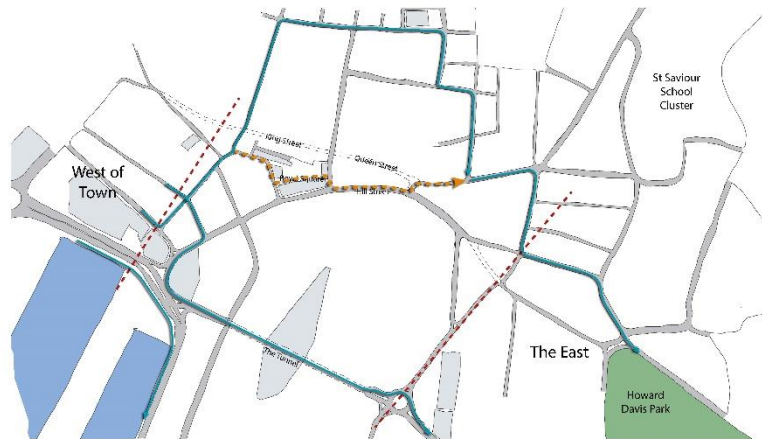 St Saviour
School
Cluster
King Street
Queen Street
West of
Town
Royal Square
Hill Street
The Tunnel
The East
Howard
Davis Park